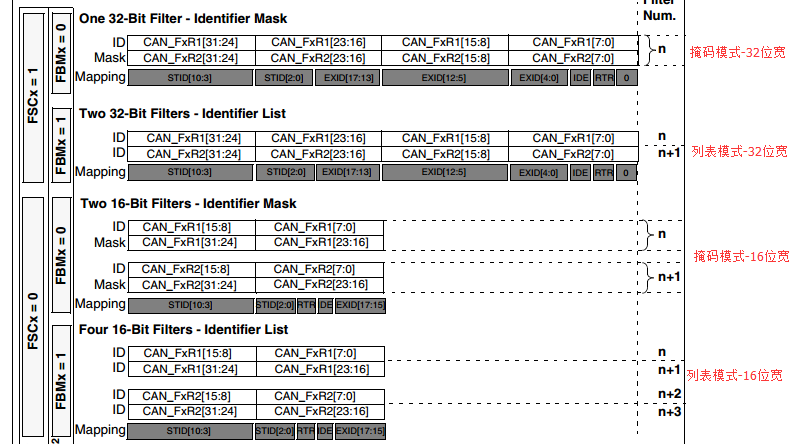 Filter
Num.
One 32-Bit Filter - Identifier Mask
FSCx = 1
FBMx = 0
ID CAN_FxR1[31:24] CAN_FxR1[23:16] CAN_FxR1[15:8] CAN_FxR1[7:0]
Mask CAN_FxR2[31:24] CAN_FxR2[23:16] CAN_FxR2[15:8] CAN_FxR2[7:0]
n
掩码模式-32位宽
Mapping STID[10:3] STID[2:0] EXID[17:13] EXID[12:5] EXID[4:0] IDE RTR 0
Two 32-Bit Filters - Identifier List
FBMx = 1
ID CAN_FxR1[31:24] CAN_FxR1[23:16] CAN_FxR1[15:8] CAN_FxR1[7:0] n
ID CAN_FxR2[31:24] CAN_FxR2[23:16] CAN_FxR2[15:8] CAN_FxR2[7:0] n+1
列表模式-32位宽
Mapping STID[10:3] STID[2:0] EXID[17:13] EXID[12:5] EXID[4:0] IDE RTR 0
Two 16-Bit Filters - Identifier Mask
FSCx = 0
FBMx = 0
ID CAN_FxR1[15:8] CAN_FxR1[7:0]
Mask CAN_FxR1[31:24] CAN_FxR1[23:16]
n
掩码模式-16位宽
ID CAN_FxR2[15:8] CAN_FxR2[7:0]
Mask CAN_FxR2[31:24] CAN_FxR2[23:16]
n+1
Mapping STID[10:3] STID[2:0] RTR IDE EXID[17:15]
Four 16-Bit Filters - Identifier List
FBMx = 1
ID CAN_FxR1[15:8] CAN_FxR1[7:0] n
ID CAN_FxR1[31:24] CAN_FxR1[23:16] n+1
列表模式-16位宽
ID CAN_FxR2[15:8] CAN_FxR2[7:0] n+2
ID CAN_FxR2[31:24] CAN_FxR2[23:16] n+3
Mapping STID[10:3] STID[2:0] RTR IDE EXID[17:15]
2